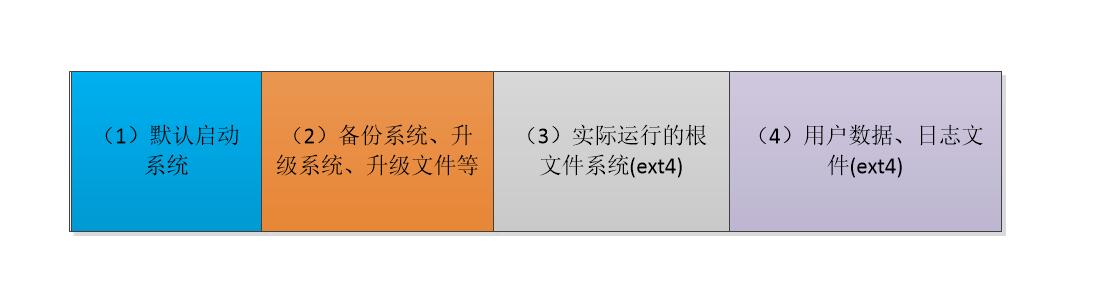 （1）默认启动
系统
（2）备份系统、升
级系统、升级文件等
（3）实际运行的根
文件系统(ext4)
（4）用户数据、日志文
件(ext4)